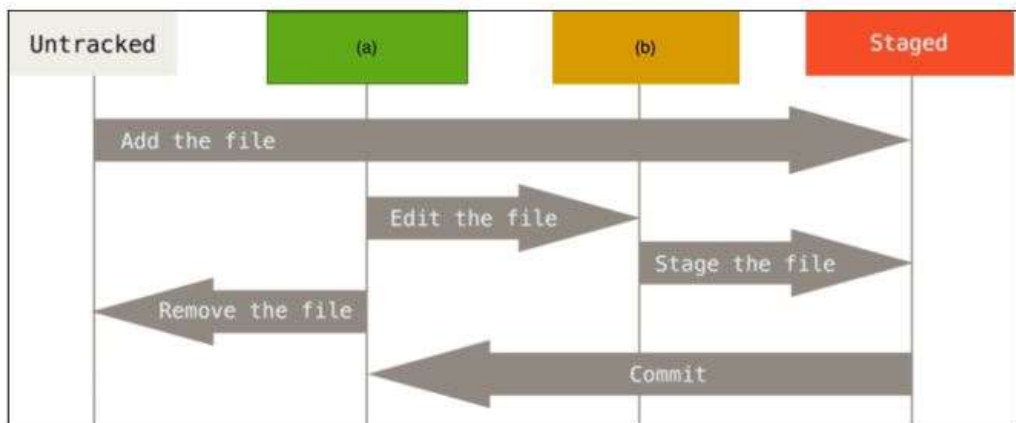 Untracked
(a)
(b)
Staged
Add the file
Edit the file
Stage the file
Remove the file
Commit